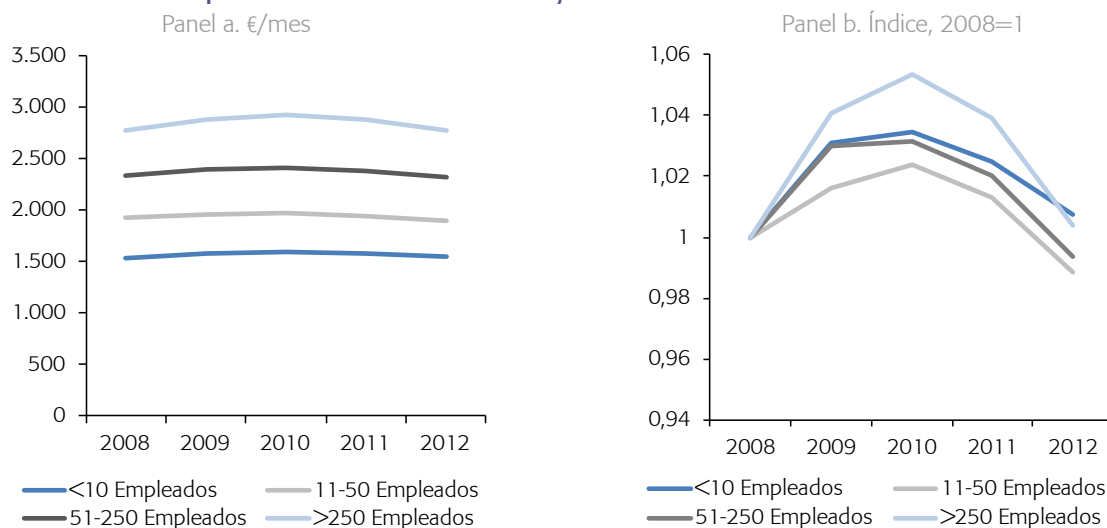 Panel a. €/mes
3.500
3.000
2.500
2.000
1.500
1.000
500
0
2008 2009 2010 2011 2012
<10 Empleados 11-50 Empleados
51-250 Empleados >250 Empleados
Panel b. Índice, 2008=1
1,06
1,04
1,02
1
0,98
0,96
0,94
2008 2009 2010 2011 2012
<10 Empleados 11-50 Empleados
51-250 Empleados >250 Empleados